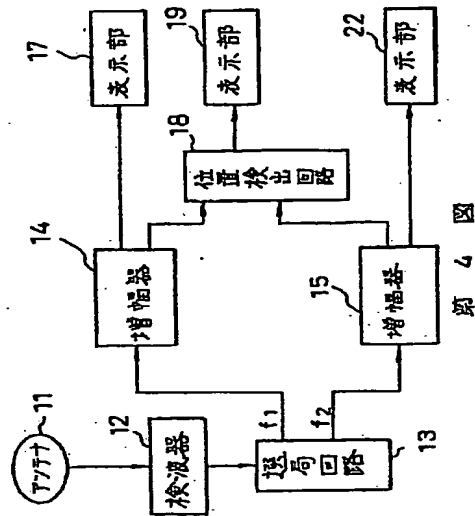 11
アンテナ
12
検波器
13
選局回路
f₁
f₂
14
増幅器
15
増幅器
18
位置検出回路
17
表示部
19
表示部
22
表示部
第 4 図